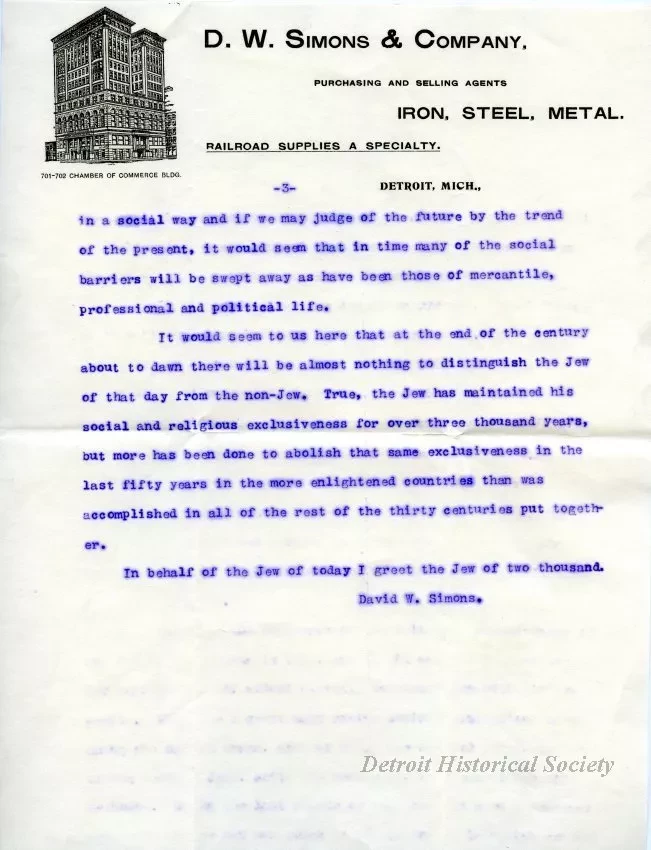 D. W. SIMONS & COMPANY,
PURCHASING AND SELLING AGENTS
IRON, STEEL, METAL.
RAILROAD SUPPLIES A SPECIALTY.
701-702 CHAMBER OF COMMERCE BLDG.
-3-
DETROIT, MICH.,
in a social way and if we may judge of the future by the trend
of the present, it would seem that in time many of the social
barriers will be swept away as have been those of mercantile,
professional and political life.
It would seem to us here that at the end of the century
about to dawn there will be almost nothing to distinguish the Jew
of that day from the non-Jew. True, the Jew has maintained his
social and religious exclusiveness for over three thousand years,
but more has been done to abolish that same exclusiveness in the
last fifty years in the more enlightened countries than was
accomplished in all of the rest of the thirty centuries put togeth-
er.
In behalf of the Jew of today I greet the Jew of two thousand.
David W. Simons.
Detroit Historical Society